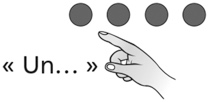 « Un… »